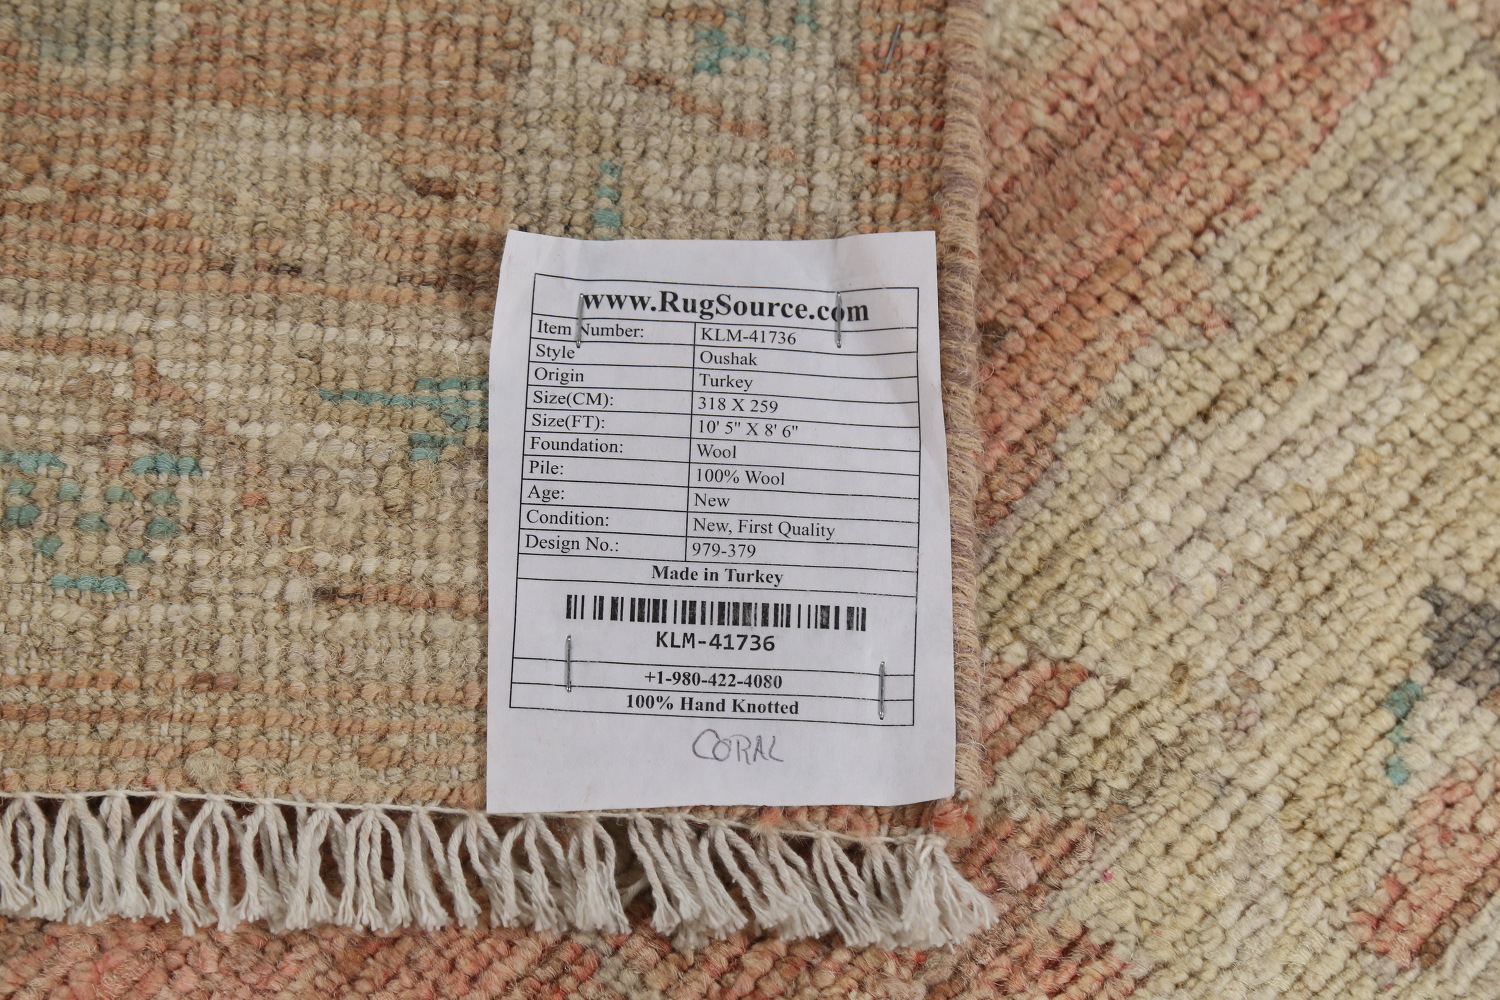 www.RugSource.com
Item Number: KLM-41736
Style Oushak
Origin Turkey
Size(CM): 318 X 259
Size(FT): 10' 5" X 8' 6"
Foundation: Wool
Pile: 100% Wool
Age: New
Condition: New, First Quality
Design No.: 979-379
Made in Turkey
KLM-41736
+1-980-422-4080
100% Hand Knotted
CORAL